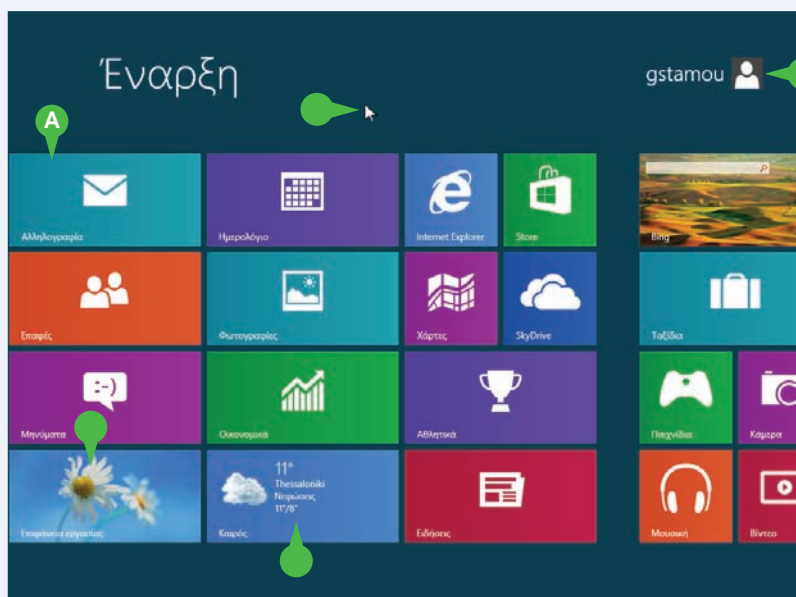 Έναρξη
gstamou
A
Αλληλογραφία
Ημερολόγιο
Internet Explorer
Store
Bing
Επαφές
Φωτογραφίες
Χάρτες
SkyDrive
Ταξίδια
Μηνύματα
:-)
Οικονομικά
Αθλητικά
Παιχνίδια
Κάμερα
Επιφάνεια εργασίας
11°
Thessaloniki
Νεφώσεις
11°/8°
Καιρός
Ειδήσεις
Μουσική
Βίντεο